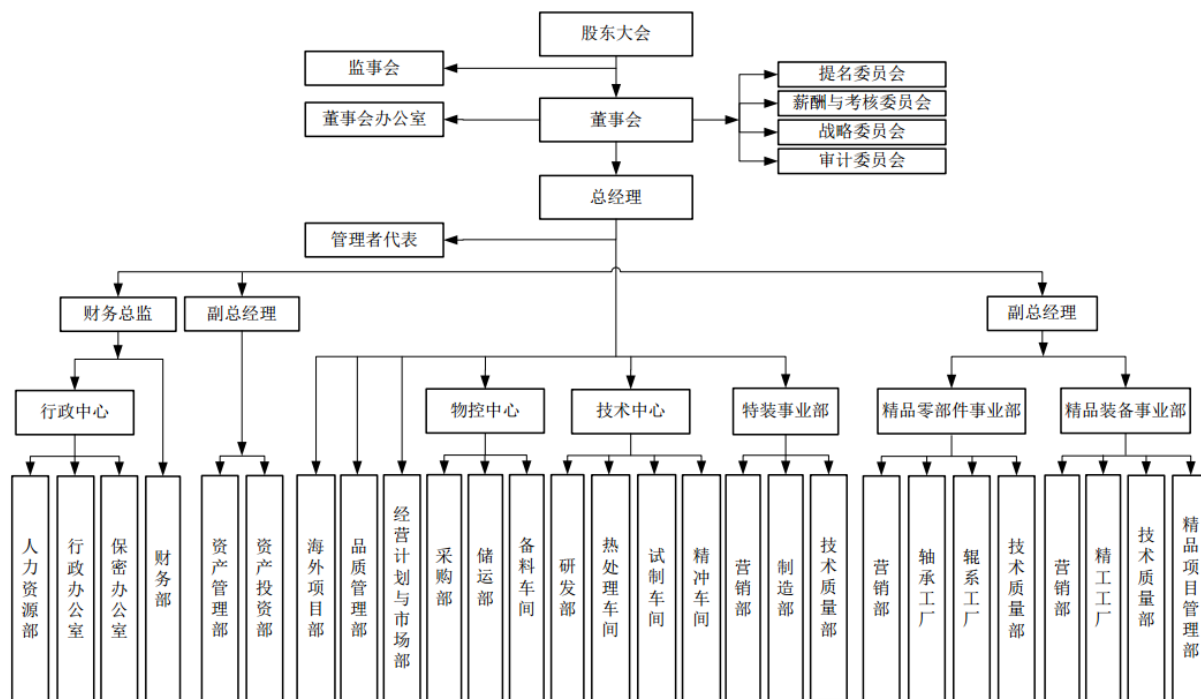 股东大会
监事会
提名委员会
董事会办公室
董事会
薪酬与考核委员会
战略委员会
审计委员会
总经理
管理者代表
财务总监
副总经理
副总经理
行政中心
物控中心
技术中心
特装事业部
精品零部件事业部
精品装备事业部
人力资源部
行政办公室
保密办公室
财务部
资产管理部
资产投资部
海外项目部
品质管理部
经营计划与市场部
采购部
储运部
备料车间
研发部
热处理车间
试制车间
精冲车间
营销部
制造部
技术质量部
营销部
轴承工厂
辊系工厂
技术质量部
营销部
精工工厂
技术质量部
精品项目管理部